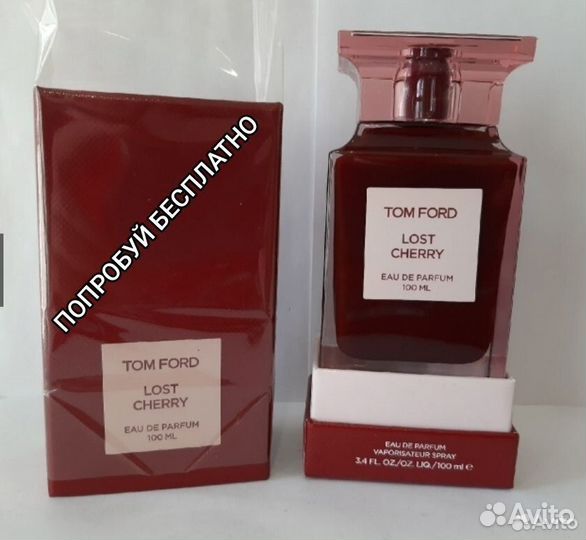 ПОПРОБУЙ БЕСПЛАТНО
TOM FORD
LOST
CHERRY
EAU DE PARFUM
100 ML
TOM FORD
LOST
CHERRY
EAU DE PARFUM
100 ML
EAU DE PARFUM
VAPORISATEUR SPRAY
3.4 FL. OZ./OZ. LIQ./100 ml e
Avito
Avito